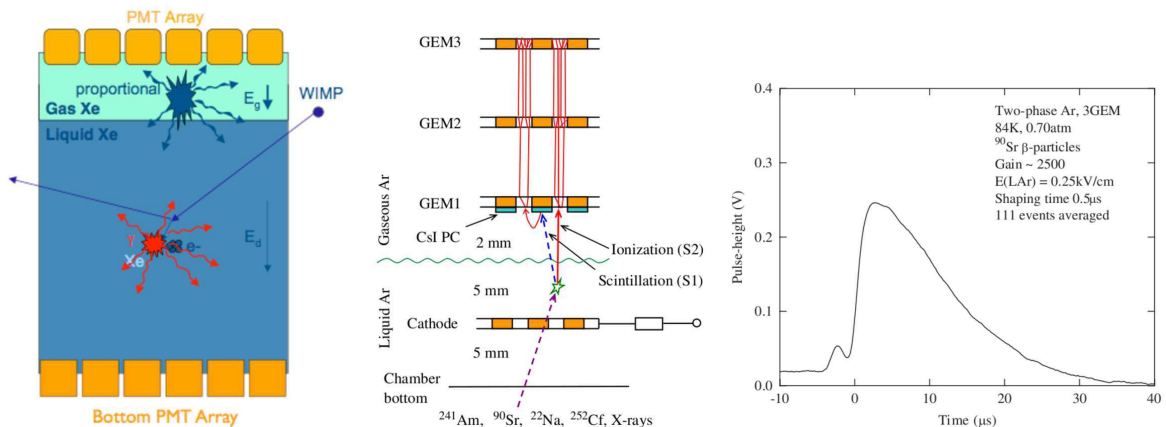 PMT Array
proportional
Gas Xe
E_g
WIMP
Liquid Xe
γ
e-
Xe
E_d
Bottom PMT Array
GEM3
GEM2
GEM1
Gaseous Ar
CsI PC
2 mm
Ionization (S2)
Scintillation (S1)
5 mm
Liquid Ar
Cathode
5 mm
Chamber
bottom
²⁴¹Am, ⁹⁰Sr, ²²Na, ²⁵²Cf, X-rays
Two-phase Ar, 3GEM
84K, 0.70atm
⁹⁰Sr β-particles
Gain ~ 2500
E(LAr) = 0.25kV/cm
Shaping time 0.5μs
111 events averaged
Pulse-height (V)
0.4
0.3
0.2
0.1
0.0
-10 0 10 20 30 40
Time (μs)